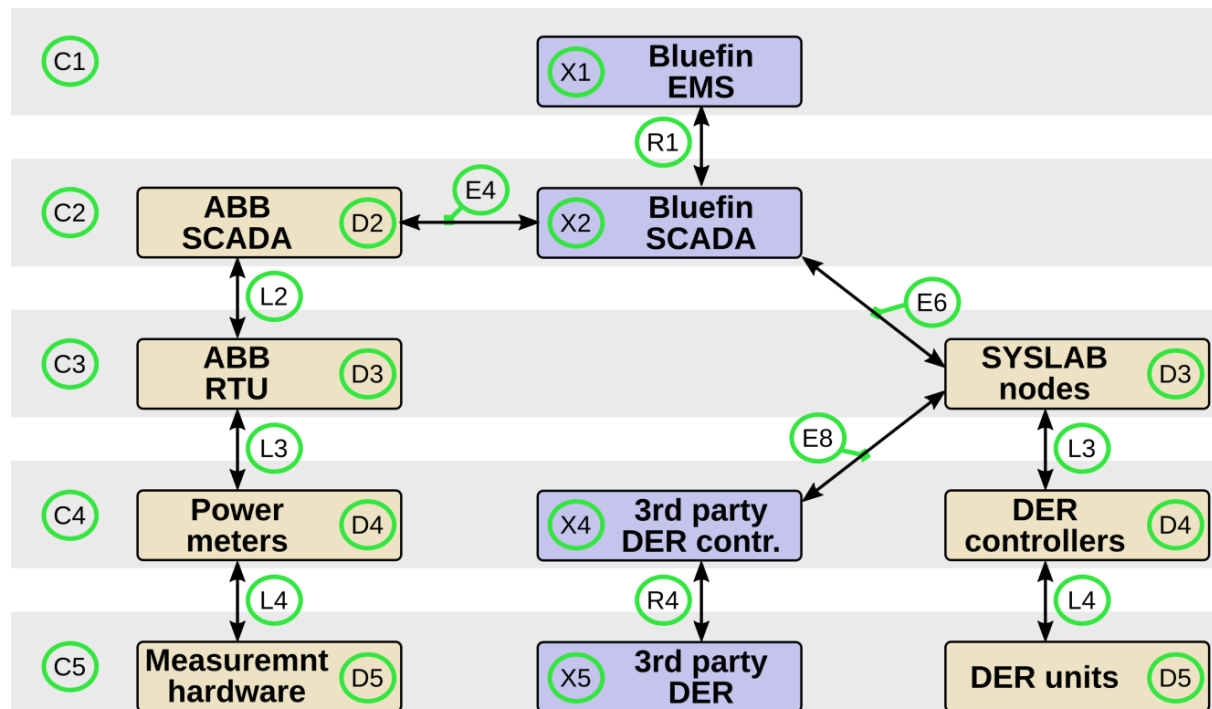 C1
X1
Bluefin
EMS
R1
C2
ABB
SCADA
D2
E4
X2
Bluefin
SCADA
L2
E6
C3
ABB
RTU
D3
SYSLAB
nodes
D3
L3
E8
L3
C4
Power
meters
D4
X4
3rd party
DER contr.
DER
controllers
D4
L4
R4
L4
C5
Measuremnt
hardware
D5
X5
3rd party
DER
DER units
D5